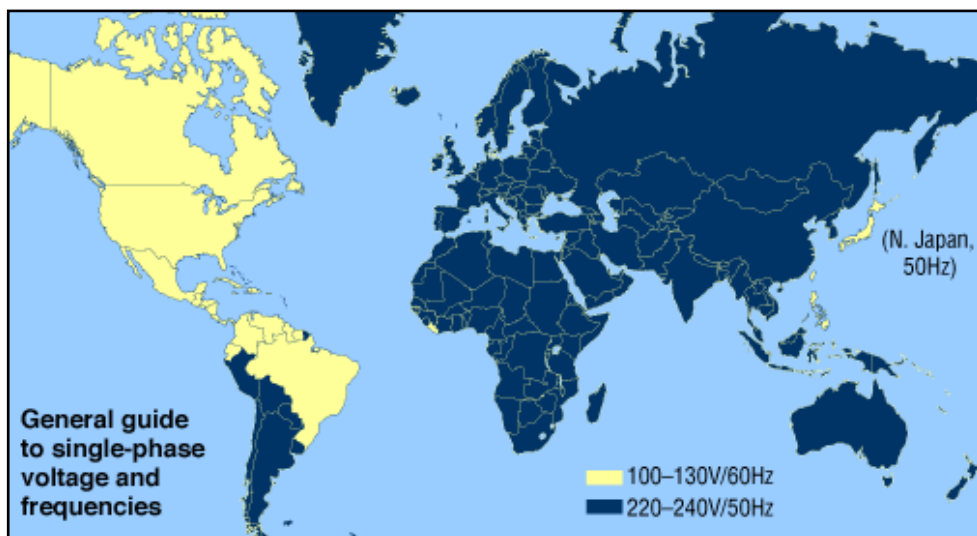 (N. Japan,
50Hz)
General guide
to single-phase
voltage and
frequencies
100–130V/60Hz
220–240V/50Hz